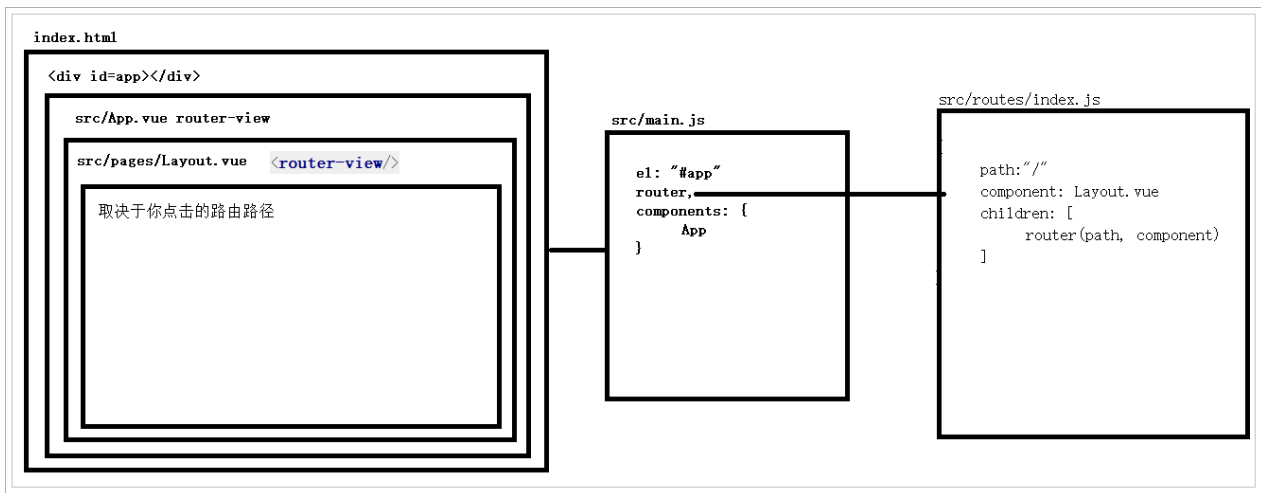 index.html
<div id=app></div>
src/App.vue router-view
src/pages/Layout.vue <router-view/>
取决于你点击的路由路径
src/main.js
el: "#app"
router,
components: {
App
}
src/routes/index.js
path:"/"
component: Layout.vue
children: [
router(path, component)
]